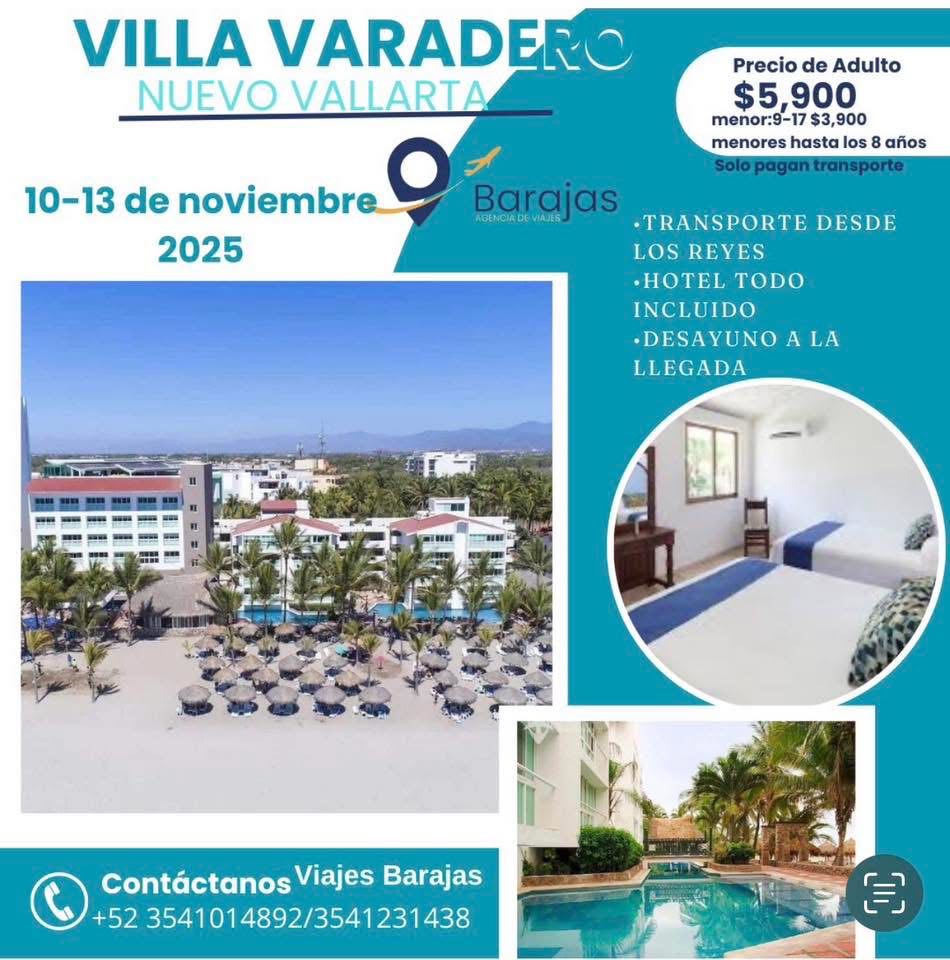 VILLA VARADERO
NUEVO VALLARTA
Precio de Adulto
$5,900
menor:9-17 $3,900
menores hasta los 8 años
Solo pagan transporte
10-13 de noviembre
2025
Barajas
AGENCIA DE VIAJES
•TRANSPORTE DESDE
LOS REYES
•HOTEL TODO
INCLUIDO
•DESAYUNO A LA
LLEGADA
Contáctanos Viajes Barajas
+52 3541014892/3541231438